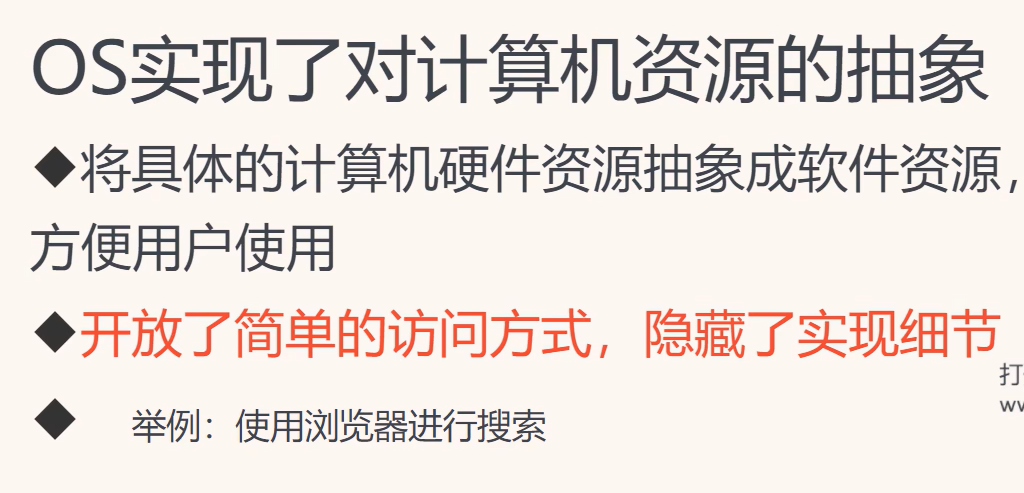 OS实现了对计算机资源的抽象
◆将具体的计算机硬件资源抽象成软件资源，
方便用户使用
◆开放了简单的访问方式，隐藏了实现细节
打
◆ 举例：使用浏览器进行搜索